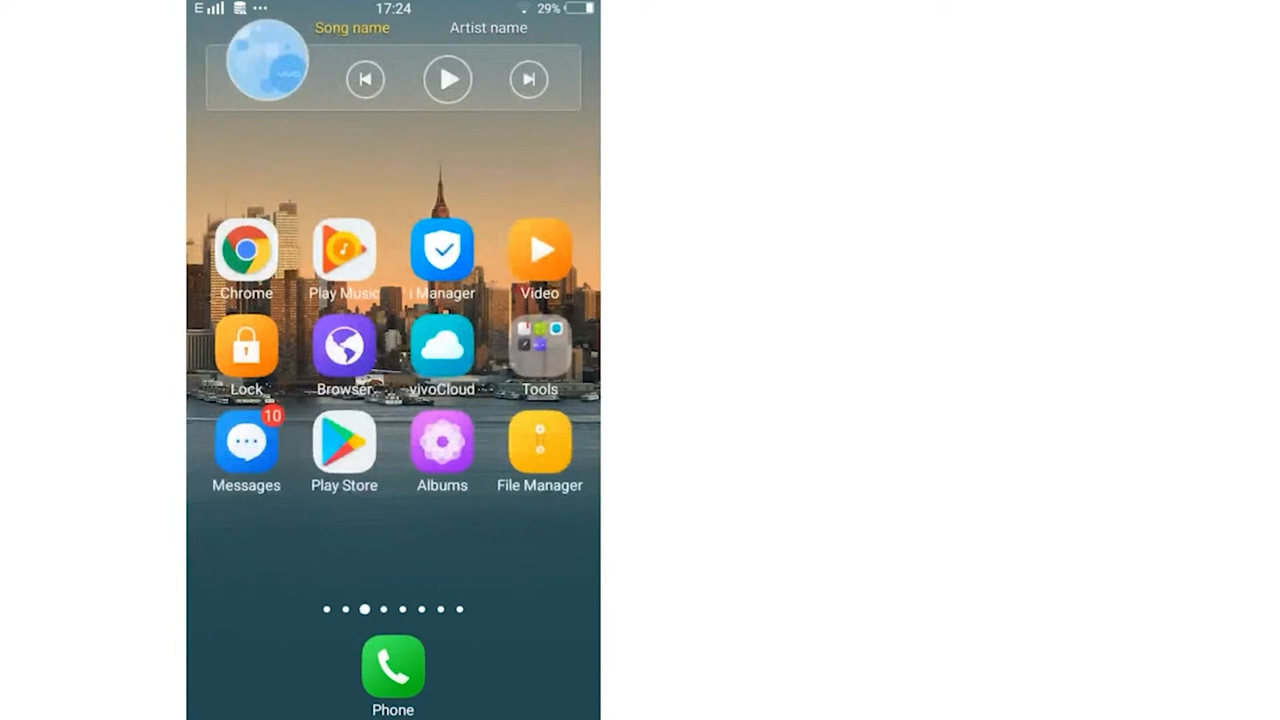 E 17:24 29%
Song name Artist name
vivo
Chrome Play Music i Manager Video
Lock Browser vivoCloud Tools
10
Messages Play Store Albums File Manager
Phone